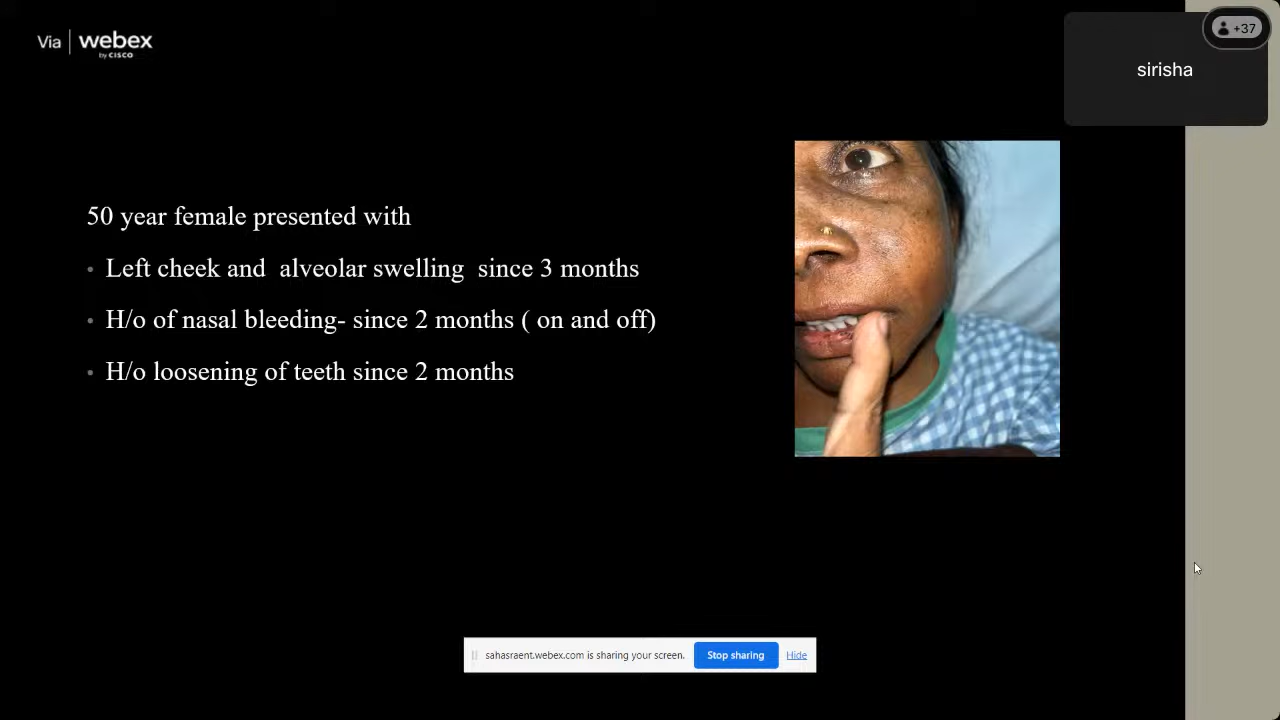 Via webex
by CISCO
+37
sirisha
50 year female presented with
• Left cheek and alveolar swelling since 3 months
• H/o of nasal bleeding- since 2 months ( on and off)
• H/o loosening of teeth since 2 months
sahasraent.webex.com is sharing your screen. Stop sharing Hide